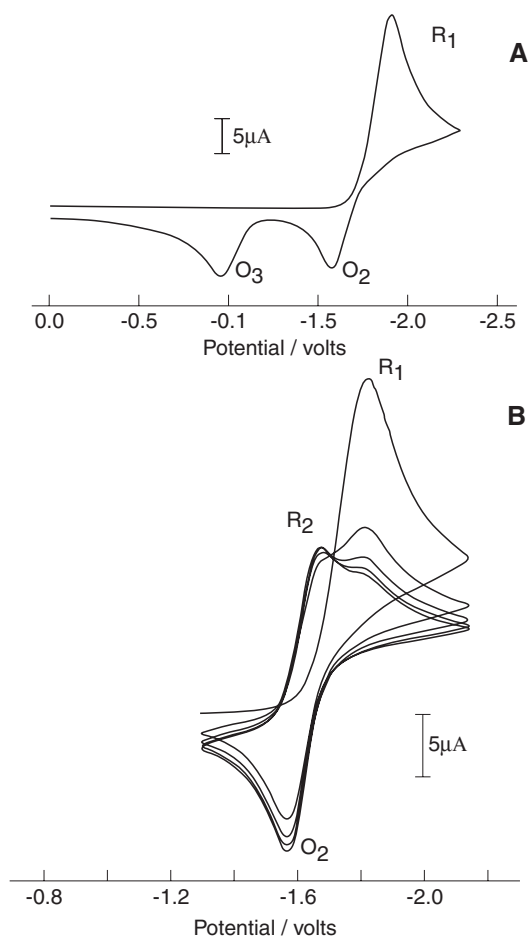 R1
A
5μA
O3
O2
0.0 -0.5 -0.1 -1.5 -2.0 -2.5
Potential / volts
R1
B
R2
5μA
O2
-0.8 -1.2 -1.6 -2.0
Potential / volts